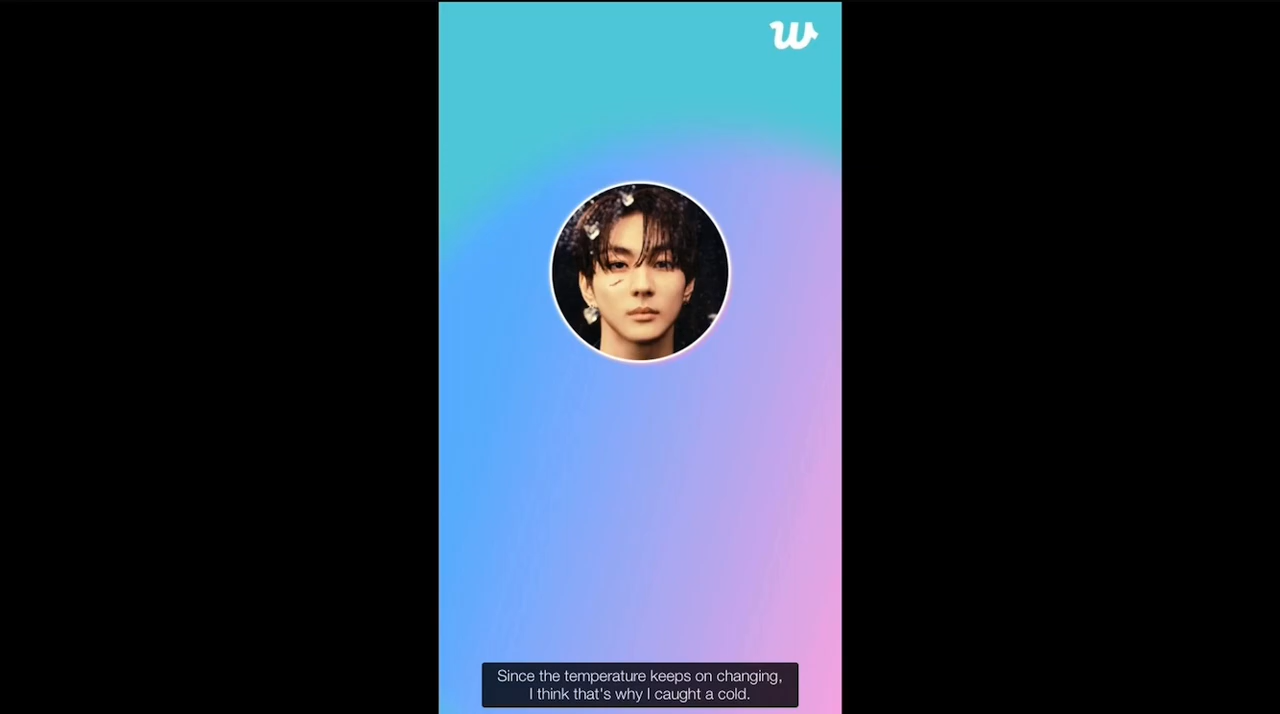 w
Since the temperature keeps on changing,
I think that's why I caught a cold.